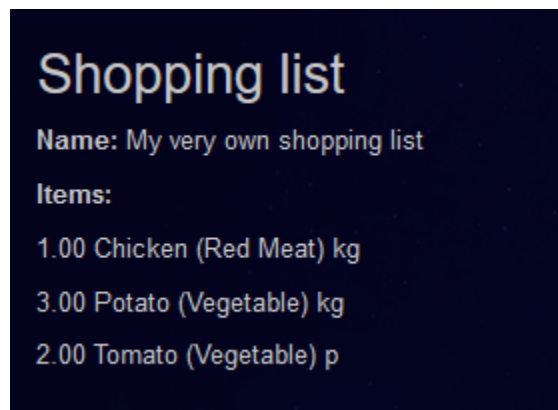 Shopping list
Name: My very own shopping list
Items:
1.00 Chicken (Red Meat) kg
3.00 Potato (Vegetable) kg
2.00 Tomato (Vegetable) p